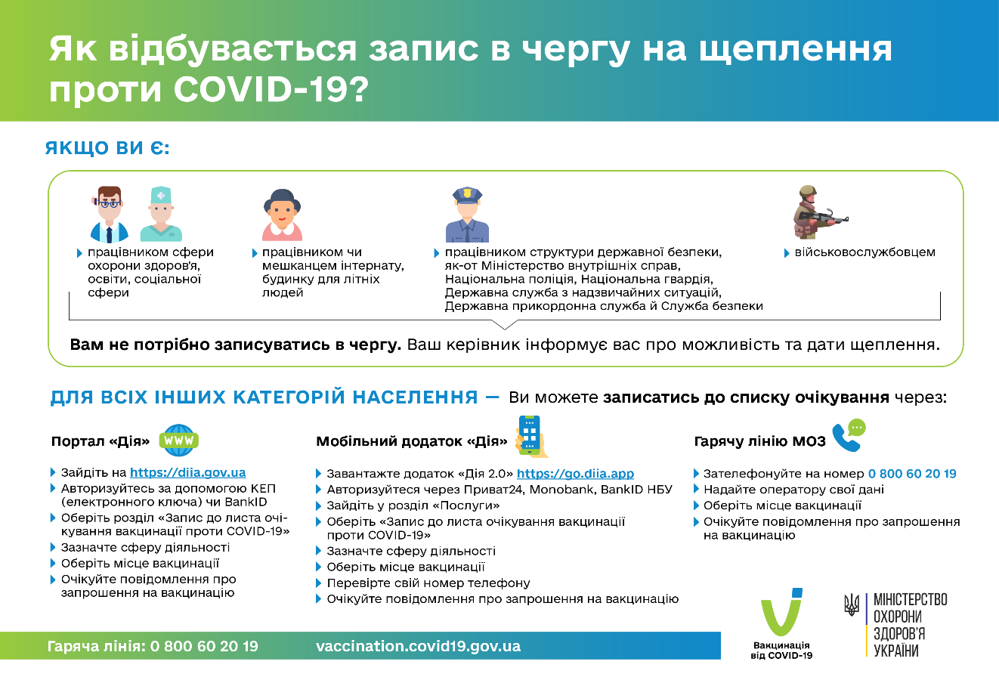 Як відбувається запис в чергу на щеплення
проти COVID-19?
ЯКЩО ВИ Є:
працівником сфери
охорони здоров'я,
освіти, соціальної
сфери
працівником чи
мешканцем інтернату,
будинку для літніх
людей
працівником структури державної безпеки,
як-от Міністерство внутрішніх справ,
Національна поліція, Національна гвардія,
Державна служба з надзвичайних ситуацій,
Державна прикордонна служба й Служба безпеки
військовослужбовцем
Вам не потрібно записуватись в чергу. Ваш керівник інформує вас про можливість та дати щеплення.
ДЛЯ ВСІХ ІНШИХ КАТЕГОРІЙ НАСЕЛЕННЯ — Ви можете записатись до списку очікування через:
Портал «Дія»
WWW
Зайдіть на https://diia.gov.ua
Авторизуйтесь за допомогою КЕП
(електронного ключа) чи BankID
Оберіть розділ «Запис до листа очі-
кування вакцинації проти COVID-19»
Зазначте сферу діяльності
Оберіть місце вакцинації
Очікуйте повідомлення про
запрошення на вакцинацію
Мобільний додаток «Дія»
Завантажте додаток «Дія 2.0» https://go.diia.app
Авторизуйтеся через Приват24, Monobank, BankID НБУ
Зайдіть у розділ «Послуги»
Оберіть «Запис до листа очікування вакцинації
проти COVID-19»
Зазначте сферу діяльності
Оберіть місце вакцинації
Перевірте свій номер телефону
Очікуйте повідомлення про запрошення на вакцинацію
Гарячу лінію МОЗ
Зателефонуйте на номер 0 800 60 20 19
Надайте оператору свої дані
Оберіть місце вакцинації
Очікуйте повідомлення про запрошення
на вакцинацію
Гаряча лінія: 0 800 60 20 19
vaccination.covid19.gov.ua
Вакцинація
від COVID-19
МІНІСТЕРСТВО
ОХОРОНИ
ЗДОРОВ'Я
УКРАЇНИ